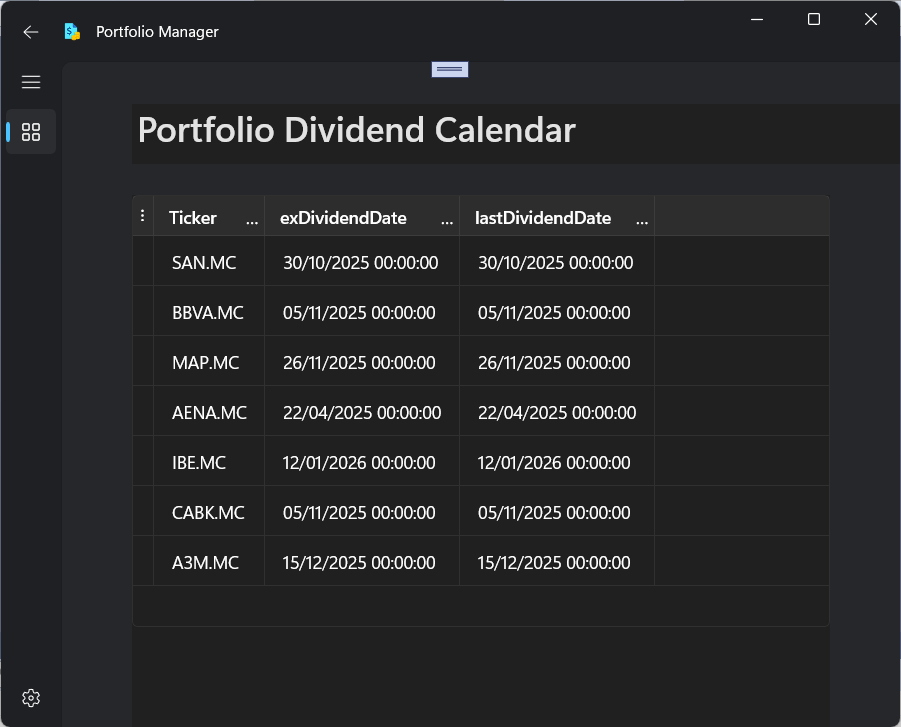 Portfolio Manager
Portfolio Dividend Calendar
Ticker ... exDividendDate ... lastDividendDate ...
SAN.MC 30/10/2025 00:00:00 30/10/2025 00:00:00
BBVA.MC 05/11/2025 00:00:00 05/11/2025 00:00:00
MAP.MC 26/11/2025 00:00:00 26/11/2025 00:00:00
AENA.MC 22/04/2025 00:00:00 22/04/2025 00:00:00
IBE.MC 12/01/2026 00:00:00 12/01/2026 00:00:00
CABK.MC 05/11/2025 00:00:00 05/11/2025 00:00:00
A3M.MC 15/12/2025 00:00:00 15/12/2025 00:00:00